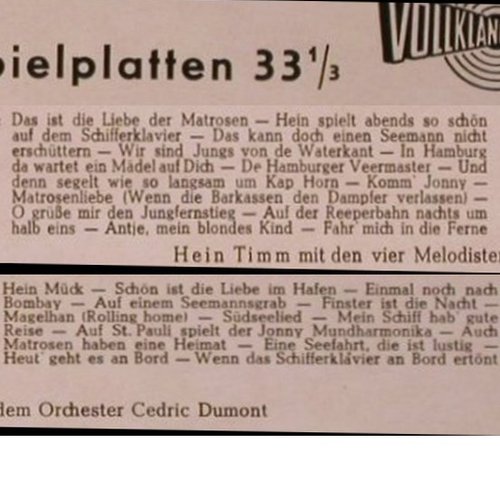 VOLLKLAN
ielplatten 33 1/3
Das ist die Liebe der Matrosen — Hein spielt abends so schön
auf dem Schifferklavier — Das kann doch einen Seemann nicht
erschüttern — Wir sind Jungs von de Waterkant — In Hamburg
da wartet ein Mädel auf Dich — De Hamburger Veermaster — Und
denn segelt wie so langsam um Kap Horn — Komm' Jonny —
Matrosenliebe (Wenn die Barkassen den Dampfer verlassen) —
O grüße mir den Jungfernstieg — Auf der Reeperbahn nachts um
halb eins — Antje, mein blondes Kind — Fahr' mich in die Ferne
Hein Timm mit den vier Melodiste
Hein Mück — Schön ist die Liebe im Hafen — Einmal noch nach
Bombay — Auf einem Seemannsgrab — Finster ist die Nacht —
Magelhan (Rolling home) — Südseelied — Mein Schiff hab' gute
Reise — Auf St. Pauli spielt der Jonny Mundharmonika — Auch
Matrosen haben eine Heimat — Eine Seefahrt, die ist lustig —
Heut' geht es an Bord — Wenn das Schifferklavier an Bord ertönt
dem Orchester Cedric Dumont